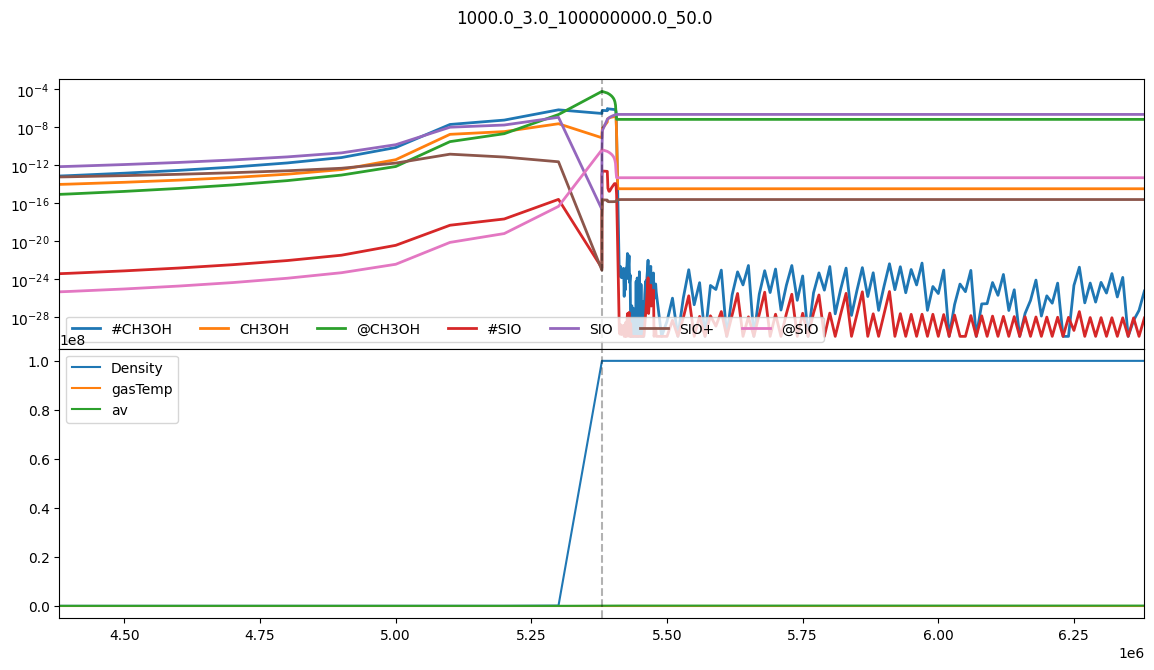 1000.0_3.0_100000000.0_50.0
10⁻⁴
10⁻⁸
10⁻¹²
10⁻¹⁶
10⁻²⁰
10⁻²⁴
10⁻²⁸
#CH3OH CH3OH @CH3OH #SIO SIO SIO+ @SIO
1e8
1.0
0.8
0.6
0.4
0.2
0.0
Density
gasTemp
av
4.50 4.75 5.00 5.25 5.50 5.75 6.00 6.25
1e6